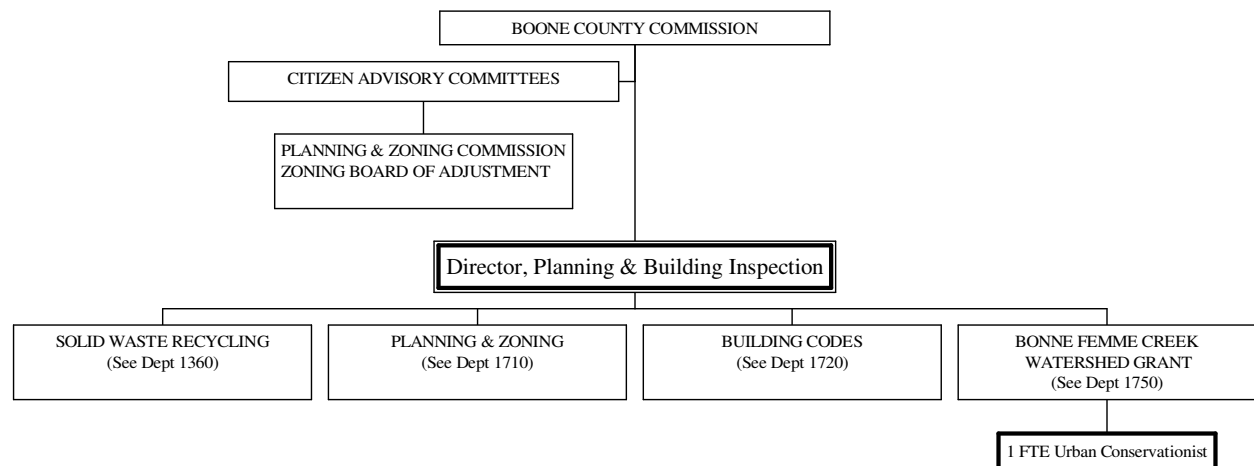 BOONE COUNTY COMMISSION
CITIZEN ADVISORY COMMITTEES
PLANNING & ZONING COMMISSION
ZONING BOARD OF ADJUSTMENT
Director, Planning & Building Inspection
SOLID WASTE RECYCLING
(See Dept 1360)
PLANNING & ZONING
(See Dept 1710)
BUILDING CODES
(See Dept 1720)
BONNE FEMME CREEK
WATERSHED GRANT
(See Dept 1750)
1 FTE Urban Conservationist